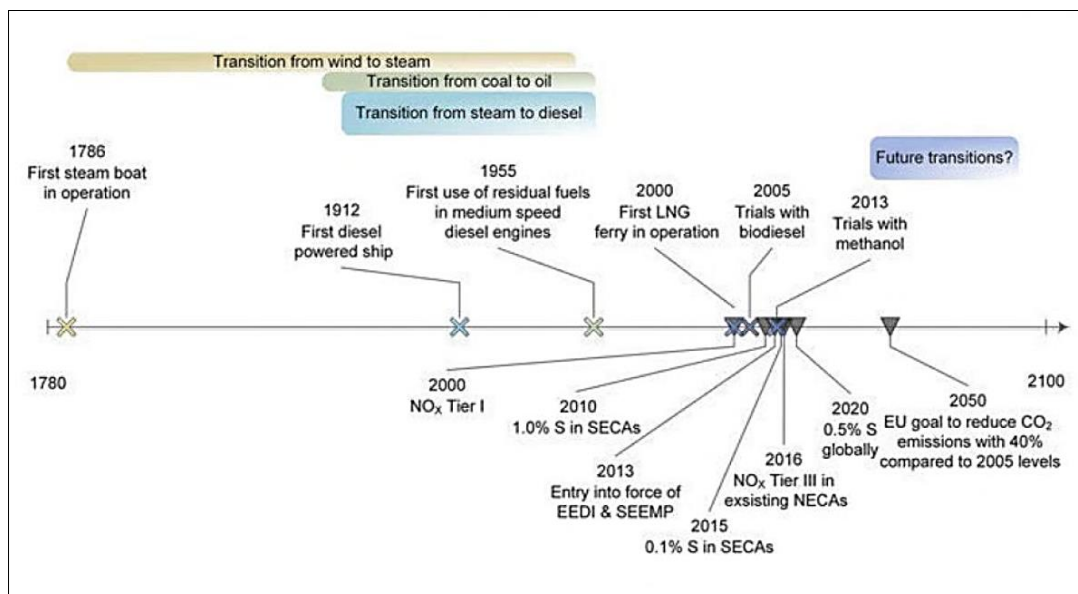 Transition from wind to steam
Transition from coal to oil
Transition from steam to diesel
Future transitions?
1786
First steam boat
in operation
1912
First diesel
powered ship
1955
First use of residual fuels
in medium speed
diesel engines
2000
First LNG
ferry in operation
2005
Trials with
biodiesel
2013
Trials with
methanol
1780
2100
2000
NOX Tier I
2010
1.0% S in SECAs
2013
Entry into force of
EEDI & SEEMP
2015
0.1% S in SECAs
2016
NOX Tier III in
exsisting NECAs
2020
0.5% S
globally
2050
EU goal to reduce CO2
emissions with 40%
compared to 2005 levels